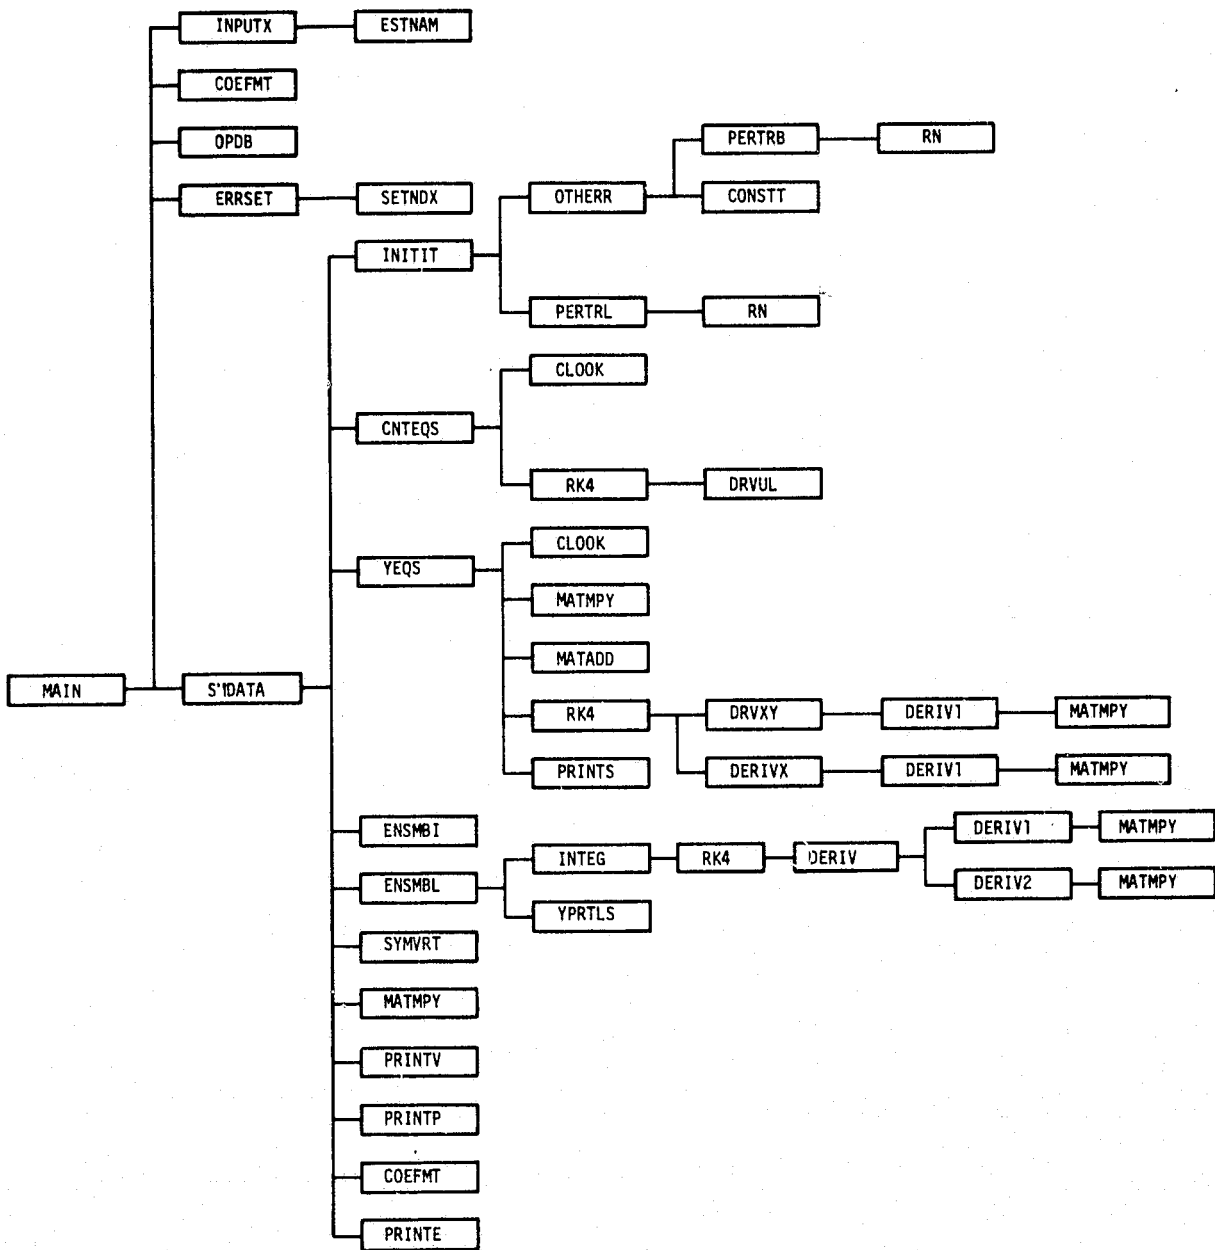 INPUTX
ESTNAM
COEFMT
OPDB
PERTRB
RN
ERRSET
SETNDX
OTHERR
CONSTT
INITIT
PERTRL
RN
CLOOK
CNTEQS
RK4
DRVUL
CLOOK
YEQS
MATMPY
MATADD
MAIN
S'1DATA
RK4
DRVXY
DERIV1
MATMPY
PRINTS
DERIVX
DERIV1
MATMPY
ENSMBI
DERIV1
MATMPY
INTEG
RK4
DERIV
ENSMBL
DERIV2
MATMPY
YPRTLS
SYMVRT
MATMPY
PRINTV
PRINTP
COEFMT
PRINTE